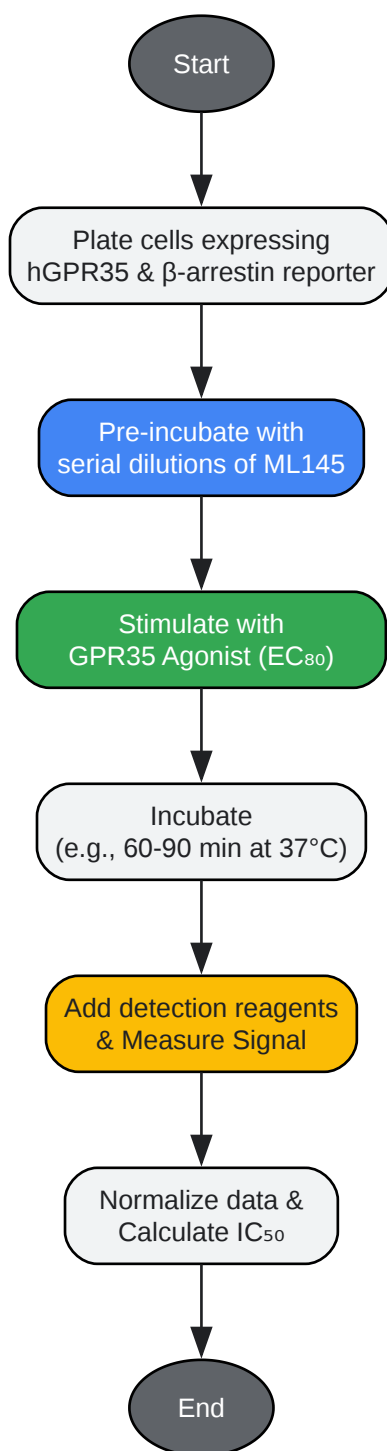 Start
Plate cells expressing
hGPR35 & β-arrestin reporter
Pre-incubate with
serial dilutions of ML145
Stimulate with
GPR35 Agonist (EC₈₀)
Incubate
(e.g., 60-90 min at 37°C)
Add detection reagents
& Measure Signal
Normalize data &
Calculate IC₅₀
End